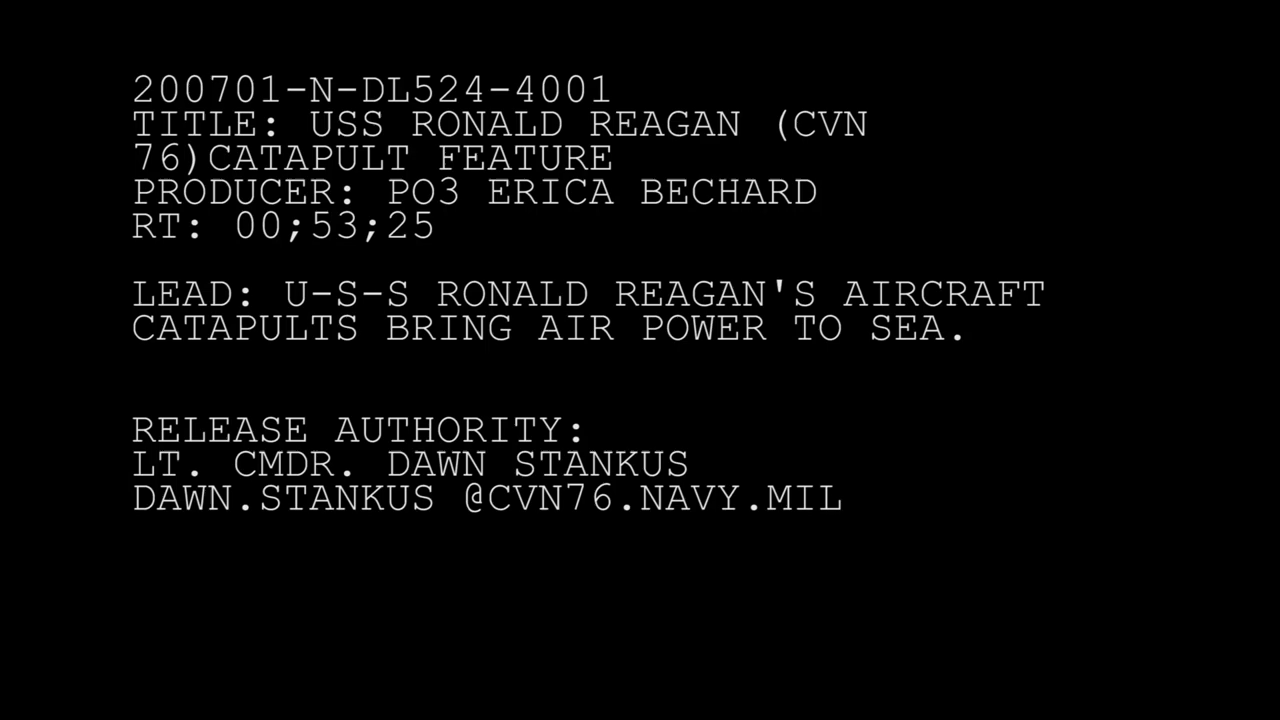 200701-N-DL524-4001
TITLE: USS RONALD REAGAN (CVN
76)CATAPULT FEATURE
PRODUCER: PO3 ERICA BECHARD
RT: 00;53;25
LEAD: U-S-S RONALD REAGAN'S AIRCRAFT
CATAPULTS BRING AIR POWER TO SEA.
RELEASE AUTHORITY:
LT. CMDR. DAWN STANKUS
DAWN.STANKUS @CVN76.NAVY.MIL